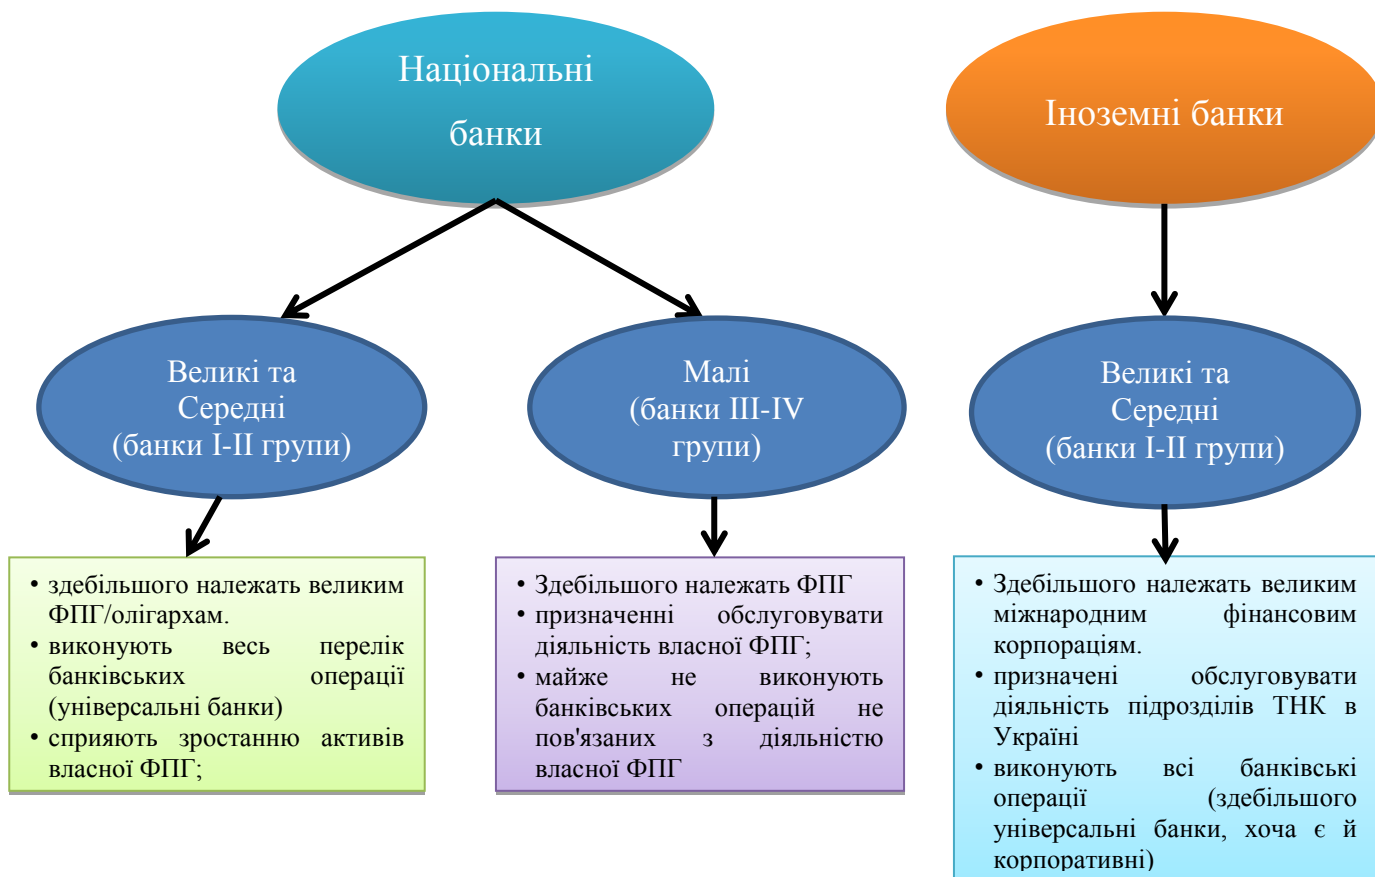 Національні
банки
Іноземні банки
Великі та
Середні
(банки I-II групи)
Малі
(банки III-IV
групи)
Великі та
Середні
(банки I-II групи)
• здебільшого належать великим
ФПГ/олігархам.
• виконують весь перелік
банківських операції
(універсальні банки)
• сприяють зростанню активів
власної ФПГ;
• Здебільшого належать ФПГ
• призначенні обслуговувати
діяльність власної ФПГ;
• майже не виконують
банківських операцій не
пов'язаних з діяльністю
власної ФПГ
• Здебільшого належать великим
міжнародним фінансовим
корпораціям.
• призначені обслуговувати
діяльність підрозділів ТНК в
Україні
• виконують всі банківські
операції (здебільшого
універсальні банки, хоча є й
корпоративні)